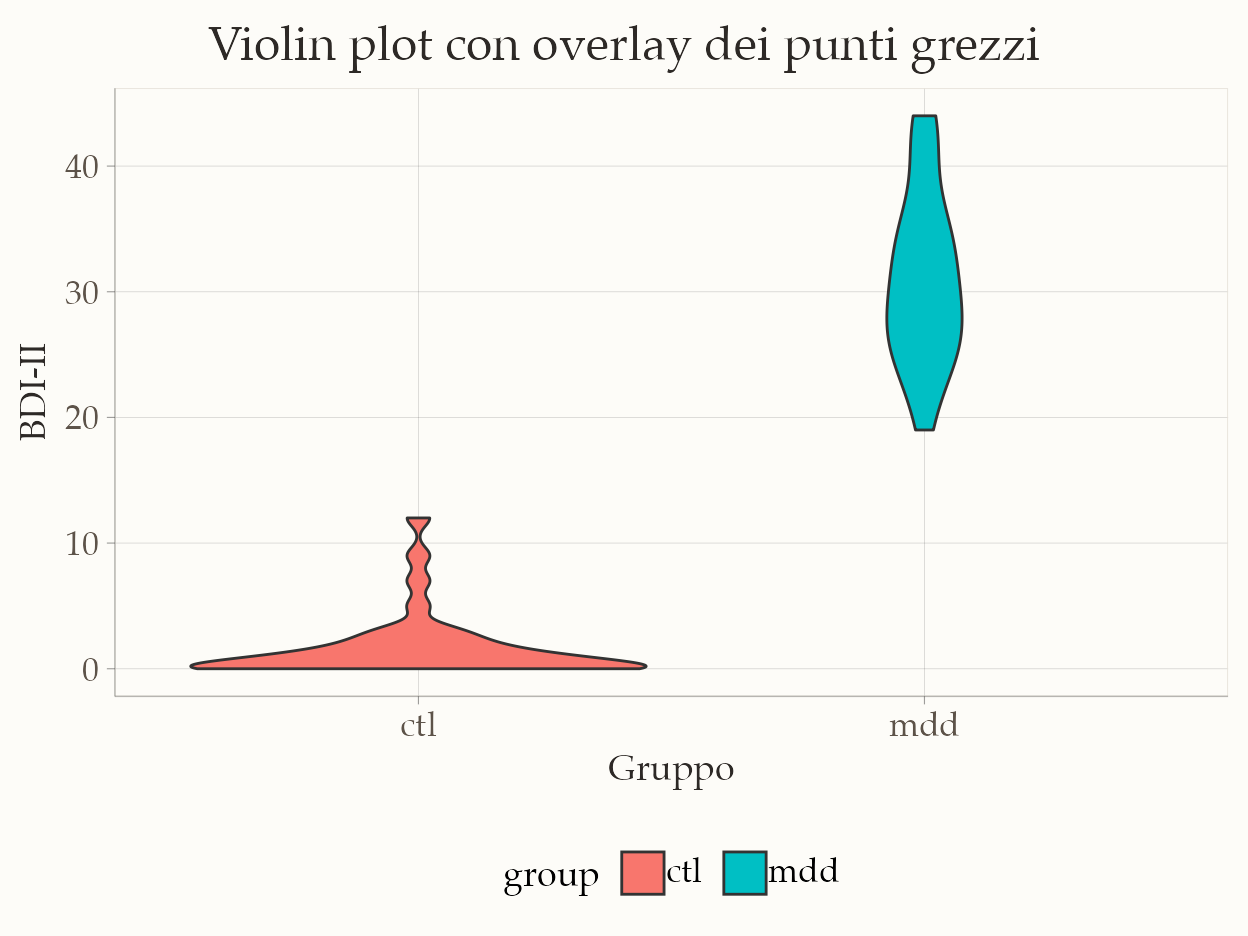 Violin plot con overlay dei punti grezzi
40
30
20
10
0
BDI-II
ctl mdd
Gruppo
group ctl mdd